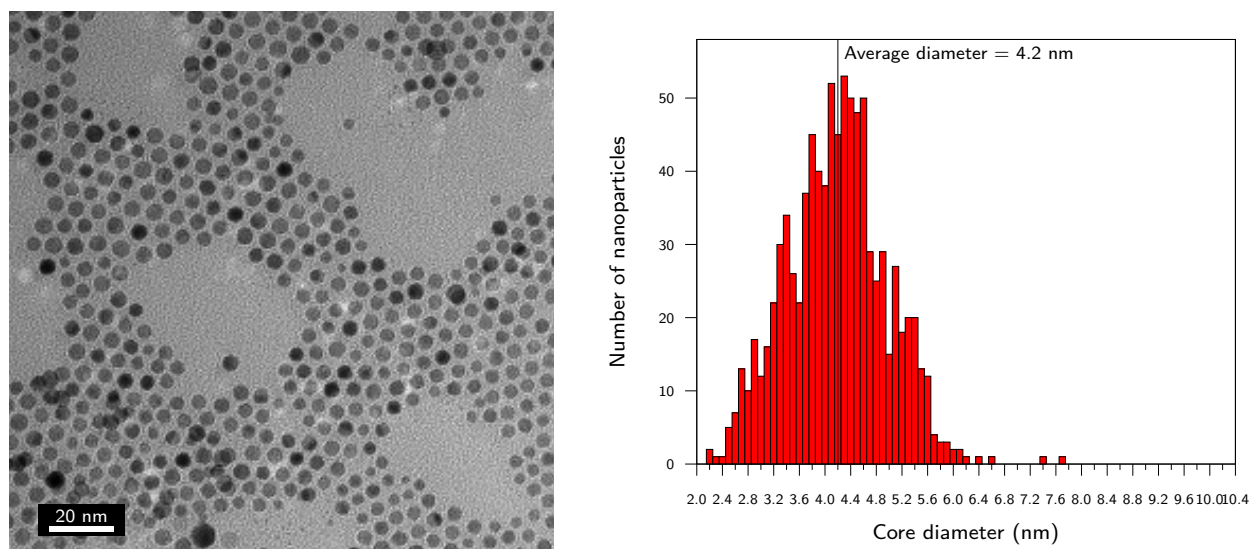 20 nm
Average diameter = 4.2 nm
Number of nanoparticles
50
40
30
20
10
0
2.0 2.4 2.8 3.2 3.6 4.0 4.4 4.8 5.2 5.6 6.0 6.4 6.8 7.2 7.6 8.0 8.4 8.8 9.2 9.6 10.0 10.4
Core diameter (nm)